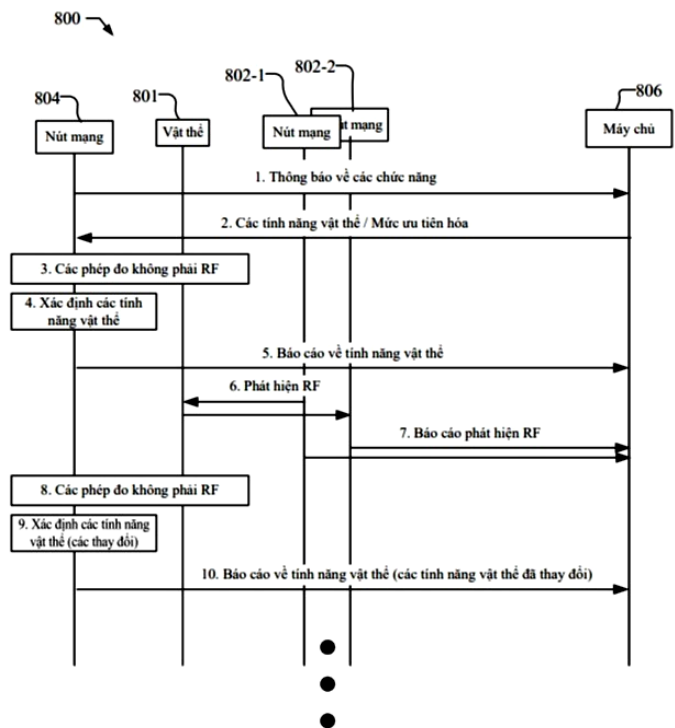 800
804
801
802-1
802-2
806
Nút mạng
Vật thể
Nút mạng
mạng
Máy chủ
1. Thông báo về các chức năng
2. Các tính năng vật thể / Mức ưu tiên hóa
3. Các phép đo không phải RF
4. Xác định các tính
năng vật thể
5. Báo cáo về tính năng vật thể
6. Phát hiện RF
7. Báo cáo phát hiện RF
8. Các phép đo không phải RF
9. Xác định các tính năng
vật thể (các thay đổi)
10. Báo cáo về tính năng vật thể (các tính năng vật thể đã thay đổi)